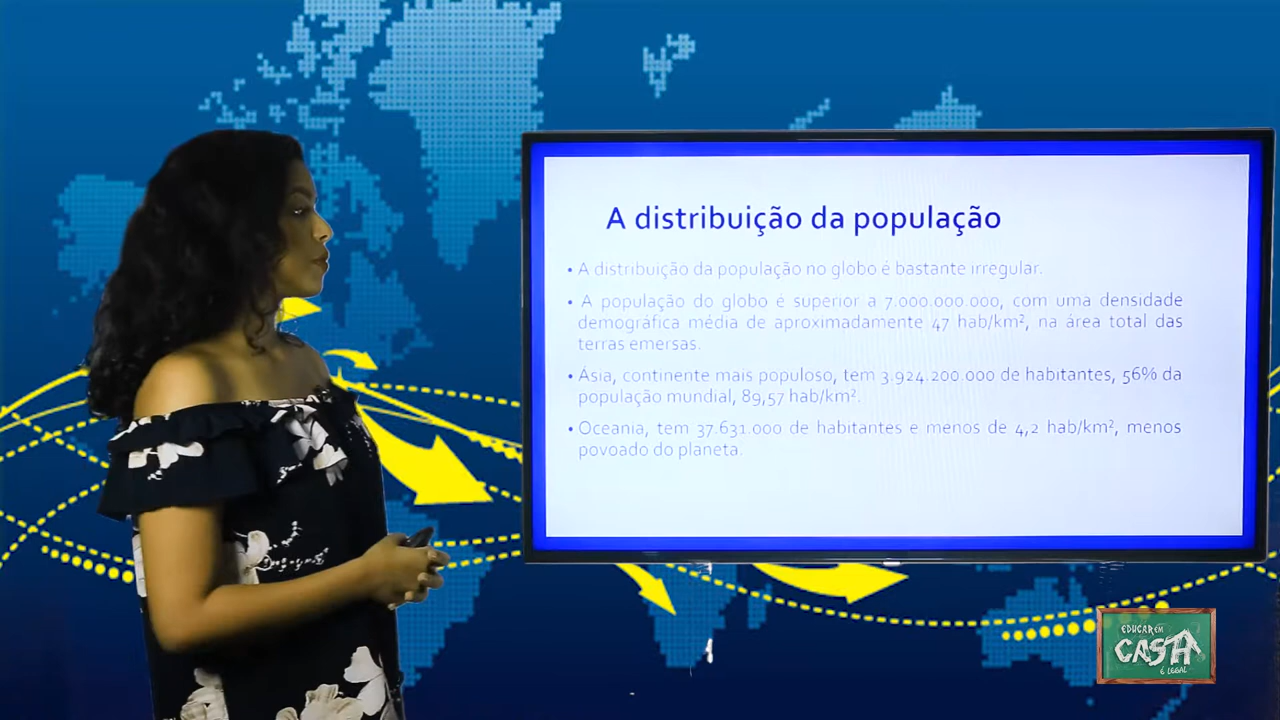 A distribuição da população
• A distribuição da população no globo é bastante irregular.
• A população do globo é superior a 7.000.000.000, com uma densidade
demográfica média de aproximadamente 47 hab/km², na área total das
terras emersas.
• Ásia, continente mais populoso, tem 3.924.200.000 de habitantes, 56% da
população mundial, 89,57 hab/km².
• Oceania, tem 37.631.000 de habitantes e menos de 4,2 hab/km², menos
povoado do planeta.
EDUCAR EM
CASA
É LEGAL